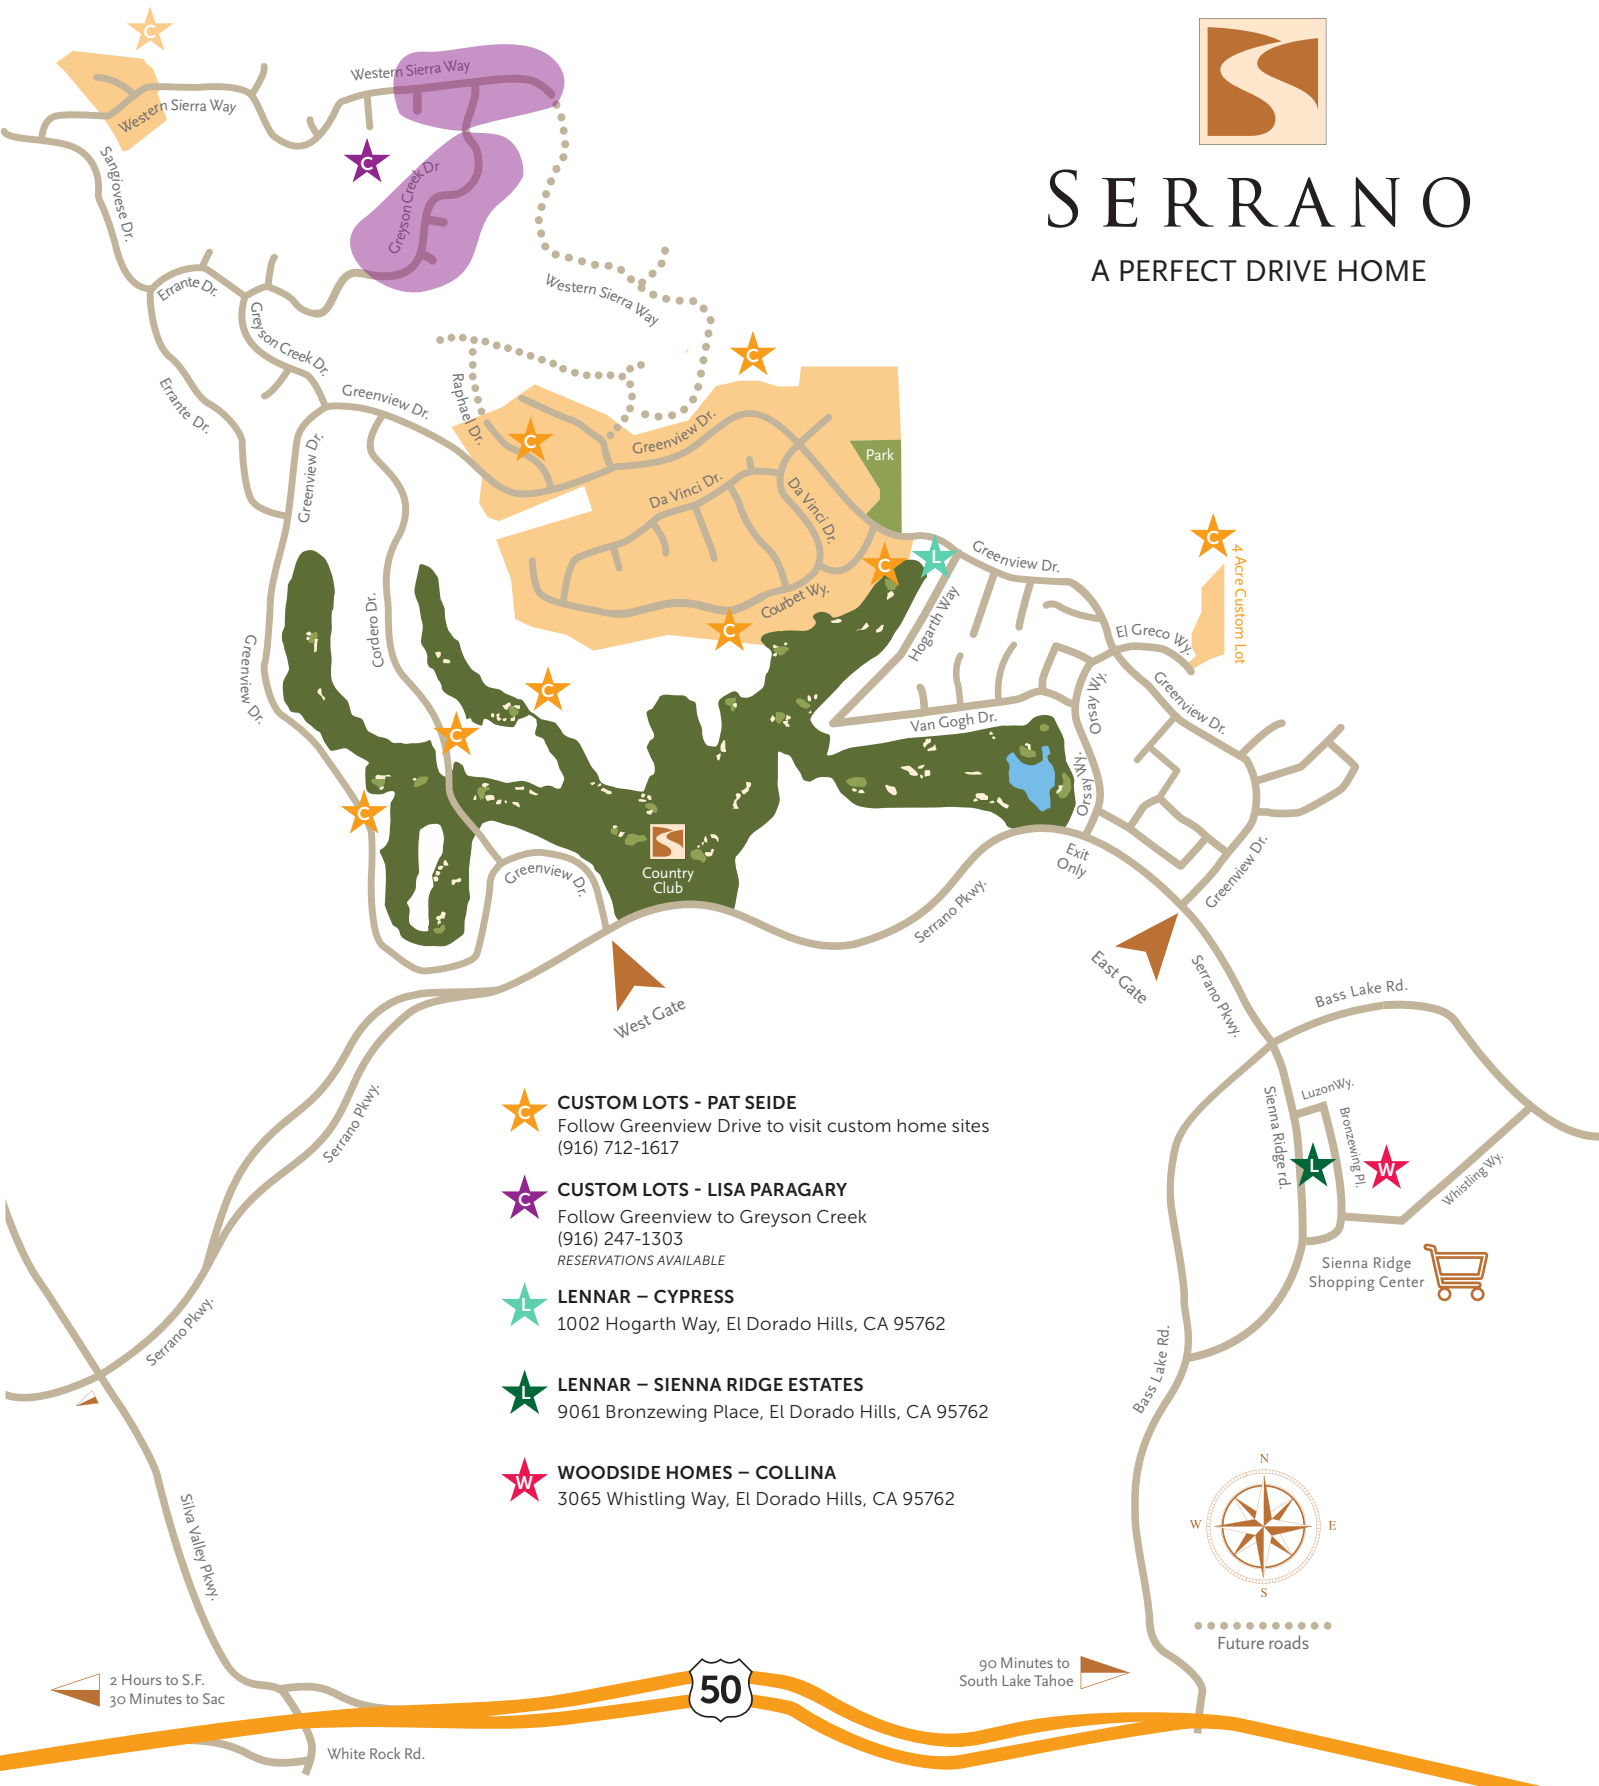 SERRANO
A PERFECT DRIVE HOME
C
Western Sierra Way
Western Sierra Way
C
Greyson Creek Dr
Sangiovese Dr.
Errante Dr.
Greyson Creek Dr.
Errante Dr.
Western Sierra Way
Greenview Dr.
Raphael Dr.
C
C
Greenview Dr.
Park
Da Vinci Dr.
Da Vinci Dr.
Greenview Dr.
C
L
Greenview Dr.
C
4 Acre Custom Lot
Courbet Wy.
C
Hogarth Way
El Greco Wy.
Cordero Dr.
Greenview Dr.
C
C
Greenview Dr.
Orsay Wy.
Van Gogh Dr.
Orsay Wy.
C
Country
Club
Greenview Dr.
Exit
Only
Greenview Dr.
Serrano Pkwy.
West Gate
East Gate
Serrano Pkwy.
Bass Lake Rd.
Serrano Pkwy.
LuzonWy.
Sienna Ridge rd.
Bronzewing Pl.
L
W
Whistling Wy.
Sienna Ridge
Shopping Center
C
CUSTOM LOTS - PAT SEIDE
Follow Greenview Drive to visit custom home sites
(916) 712-1617
C
CUSTOM LOTS - LISA PARAGARY
Follow Greenview to Greyson Creek
(916) 247-1303
RESERVATIONS AVAILABLE
L
LENNAR – CYPRESS
1002 Hogarth Way, El Dorado Hills, CA 95762
L
LENNAR – SIENNA RIDGE ESTATES
9061 Bronzewing Place, El Dorado Hills, CA 95762
W
WOODSIDE HOMES – COLLINA
3065 Whistling Way, El Dorado Hills, CA 95762
Serrano Pkwy.
Bass Lake Rd.
Silva Valley Pkwy.
N
W
E
S
Future roads
2 Hours to S.F.
30 Minutes to Sac
50
90 Minutes to
South Lake Tahoe
White Rock Rd.